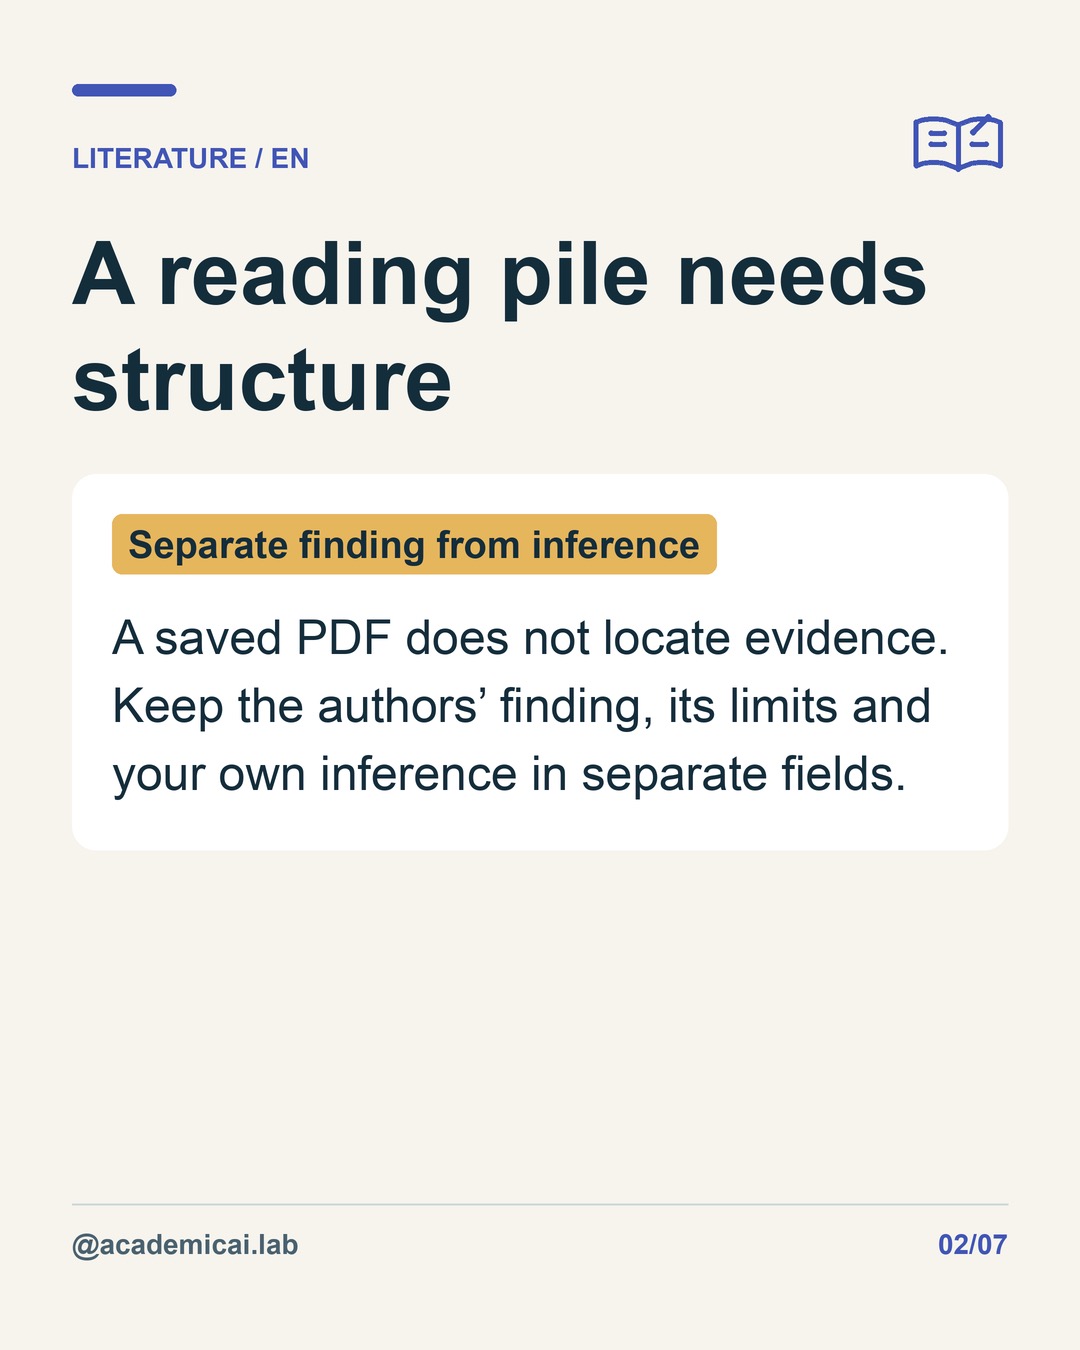 LITERATURE / EN
A reading pile needs
structure
Separate finding from inference
A saved PDF does not locate evidence.
Keep the authors’ finding, its limits and
your own inference in separate fields.
@academicai.lab
02/07